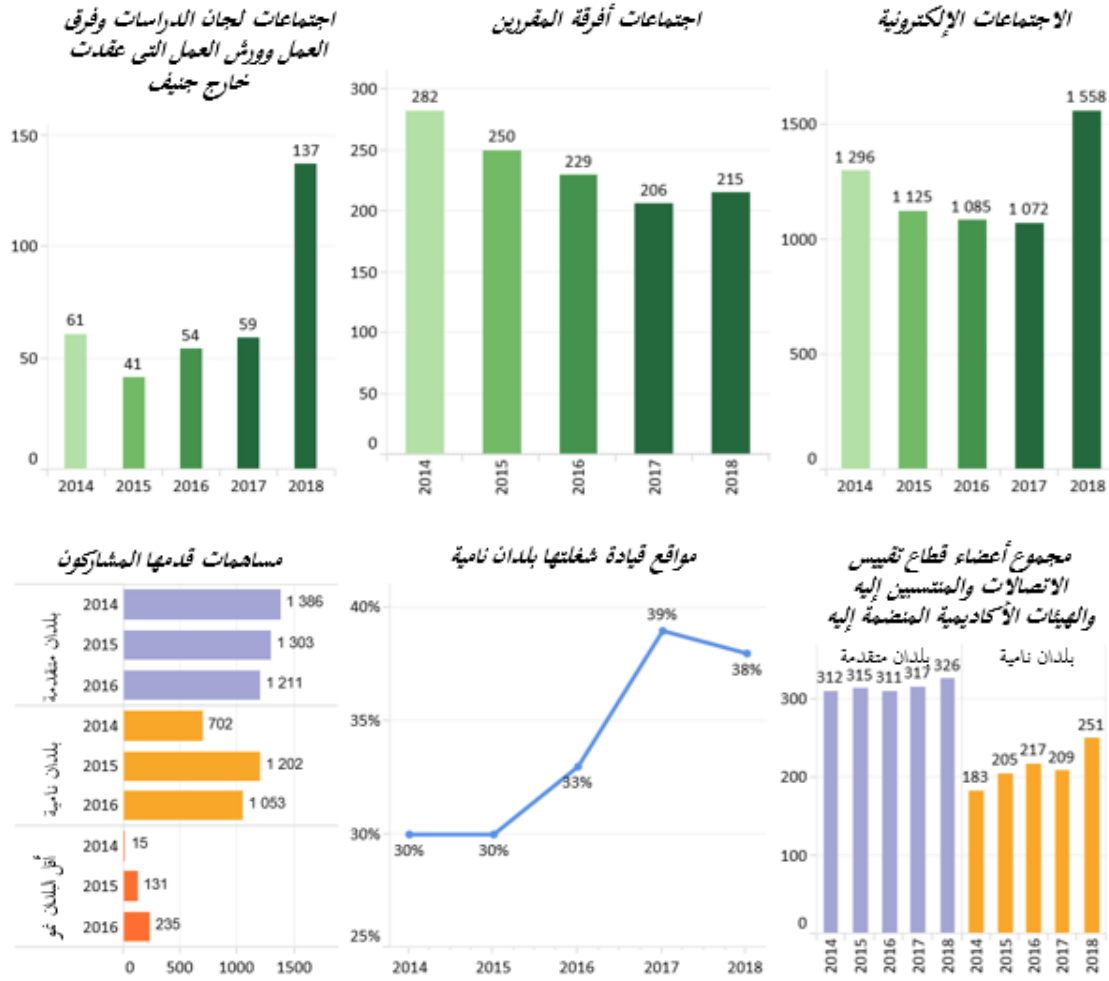 اجتماعات لجان الدراسات وفرق
العمل وورش العمل التي عقدت
خارج جنيف
150
100
50
0
61
41
54
59
137
2014 2015 2016 2017 2018
اجتماعات أفرقة المقررين
300
250
200
150
100
50
0
282
250
229
206
215
2014 2015 2016 2017 2018
الاجتماعات الإلكترونية
1500
1000
500
0
1 296
1 125
1 085
1 072
1 558
2014 2015 2016 2017 2018
مساهمات قدمها المشاركون
بلدان متقدمة
2014 1 386
2015 1 303
2016 1 211
بلدان نامية
2014 702
2015 1 202
2016 1 053
أقل البلدان نمو
2014 15
2015 131
2016 235
0 500 1000 1500
مواقع قيادة شغلتها بلدان نامية
40%
35%
30%
25%
30%
30%
33%
39%
38%
2014 2015 2016 2017 2018
مجموع أعضاء قطاع تقييس
الاتصالات والمنتسبين إليه
والهيئات الأكاديمية المنضمة إليه
بلدان متقدمة
بلدان نامية
300
200
100
0
312 315 311 317 326
183 205 217 209 251
2014 2015 2016 2017 2018 2014 2015 2016 2017 2018